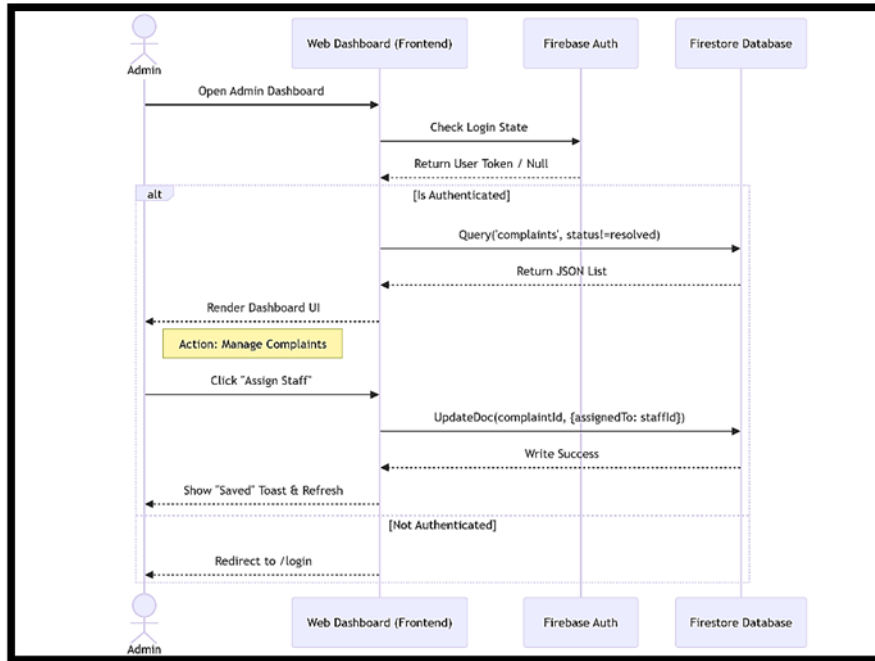 Web Dashboard (Frontend)
Firebase Auth
Firestore Database
Admin
Open Admin Dashboard
Check Login State
Return User Token / Null
alt
[Is Authenticated]
Query('complaints', status!=resolved)
Return JSON List
Render Dashboard UI
Action: Manage Complaints
Click "Assign Staff"
UpdateDoc(complaintId, {assignedTo: staffId})
Write Success
Show "Saved" Toast & Refresh
[Not Authenticated]
Redirect to /login
Web Dashboard (Frontend)
Firebase Auth
Firestore Database
Admin